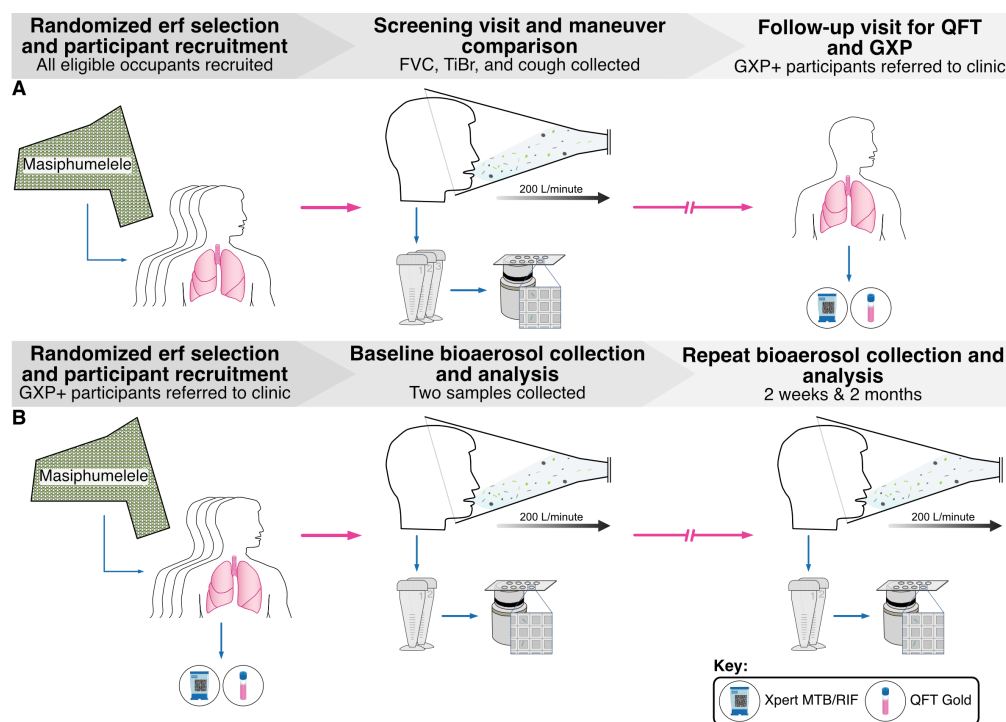 Randomized erf selection
and participant recruitment
All eligible occupants recruited
Screening visit and maneuver
comparison
FVC, TiBr, and cough collected
Follow-up visit for QFT
and GXP
GXP+ participants referred to clinic
A
Masiphumelele
200 L/minute
1 2 3
Randomized erf selection
and participant recruitment
GXP+ participants referred to clinic
Baseline bioaerosol collection
and analysis
Two samples collected
Repeat bioaerosol collection and
analysis
2 weeks & 2 months
B
Masiphumelele
200 L/minute
200 L/minute
1 2
1 2
Key:
Xpert MTB/RIF
QFT Gold